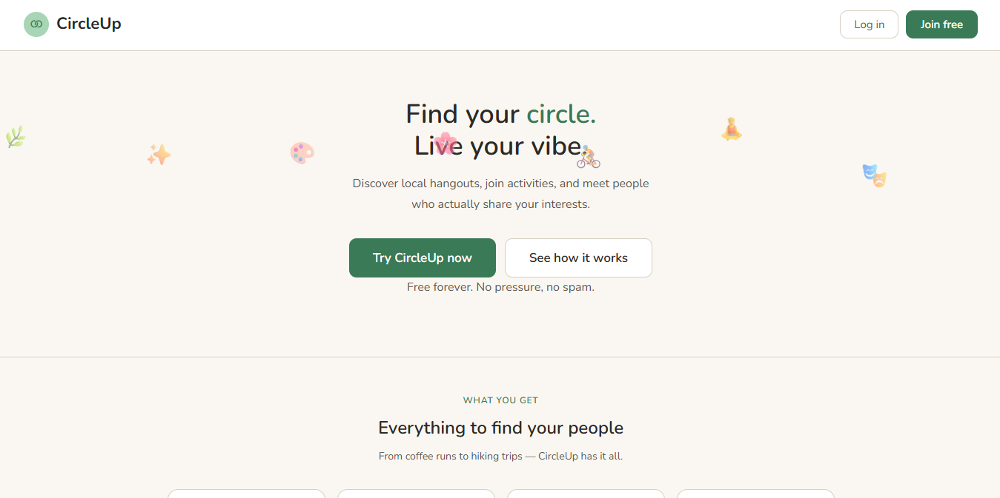 CircleUp
Log in
Join free
Find your circle.
Live your vibe.
Discover local hangouts, join activities, and meet people
who actually share your interests.
Try CircleUp now
See how it works
Free forever. No pressure, no spam.
WHAT YOU GET
Everything to find your people
From coffee runs to hiking trips — CircleUp has it all.